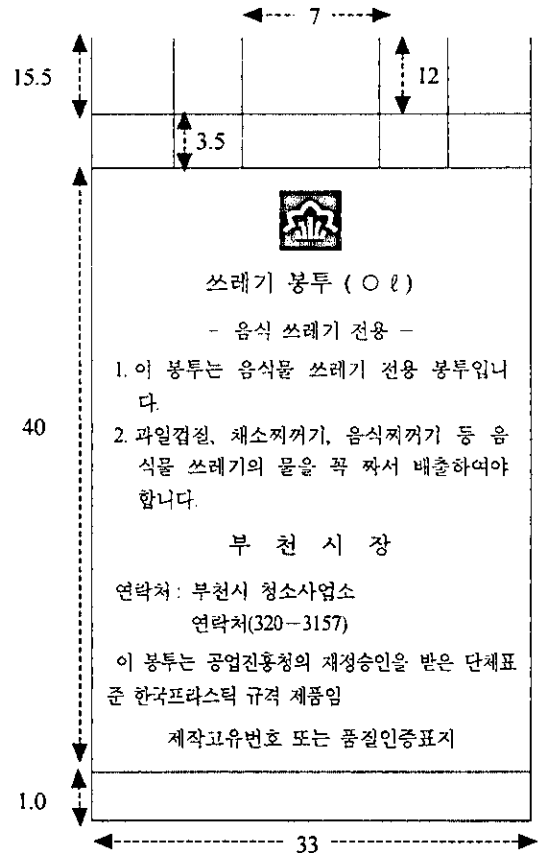 7
15.5
12
3.5
쓰레기 봉투 ( ○ ℓ )
- 음식 쓰레기 전용 -
1. 이 봉투는 음식물 쓰레기 전용 봉투입니
다.
40
2. 과일껍질, 채소찌꺼기, 음식찌꺼기 등 음
식물 쓰레기의 물을 꼭 짜서 배출하여야
합니다.
부 천 시 장
연락처 : 부천시 청소사업소
연락처(320-3157)
이 봉투는 공업진흥청의 재정승인을 받은 단체표
준 한국프라스틱 규격 제품임
제작고유번호 또는 품질인증표지
1.0
33